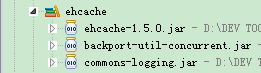 ehcache
ehcache-1.5.0.jar - D:\DEV TOO
backport-util-concurrent.jar -
commons-logging.jar - D:\DEV T